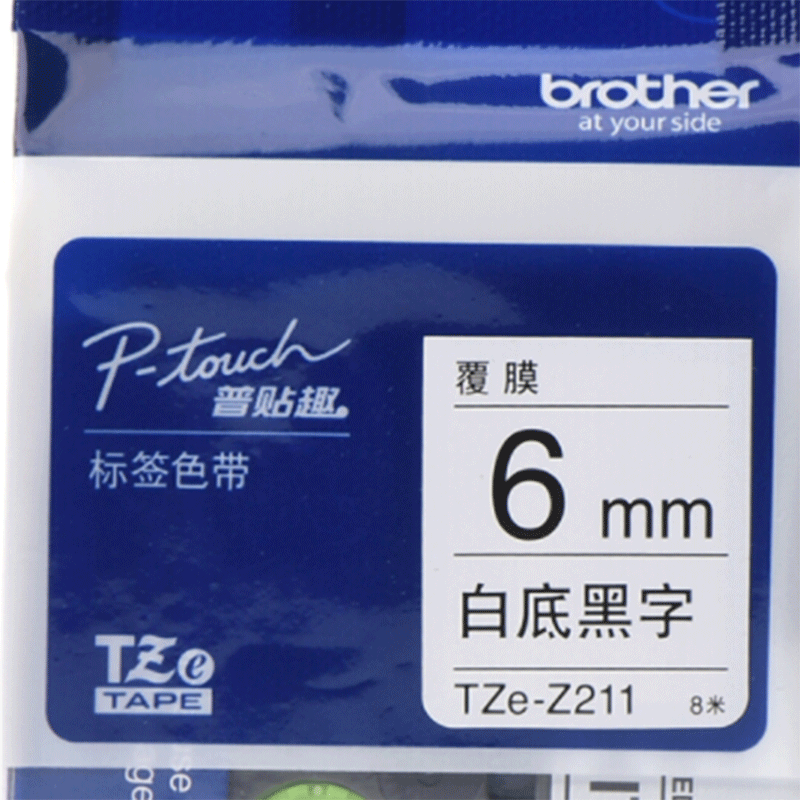 brother
at your side
P-touch
普贴趣
标签色带
覆膜
6 mm
白底黑字
TZe-Z211 8米
TZe
TAPE